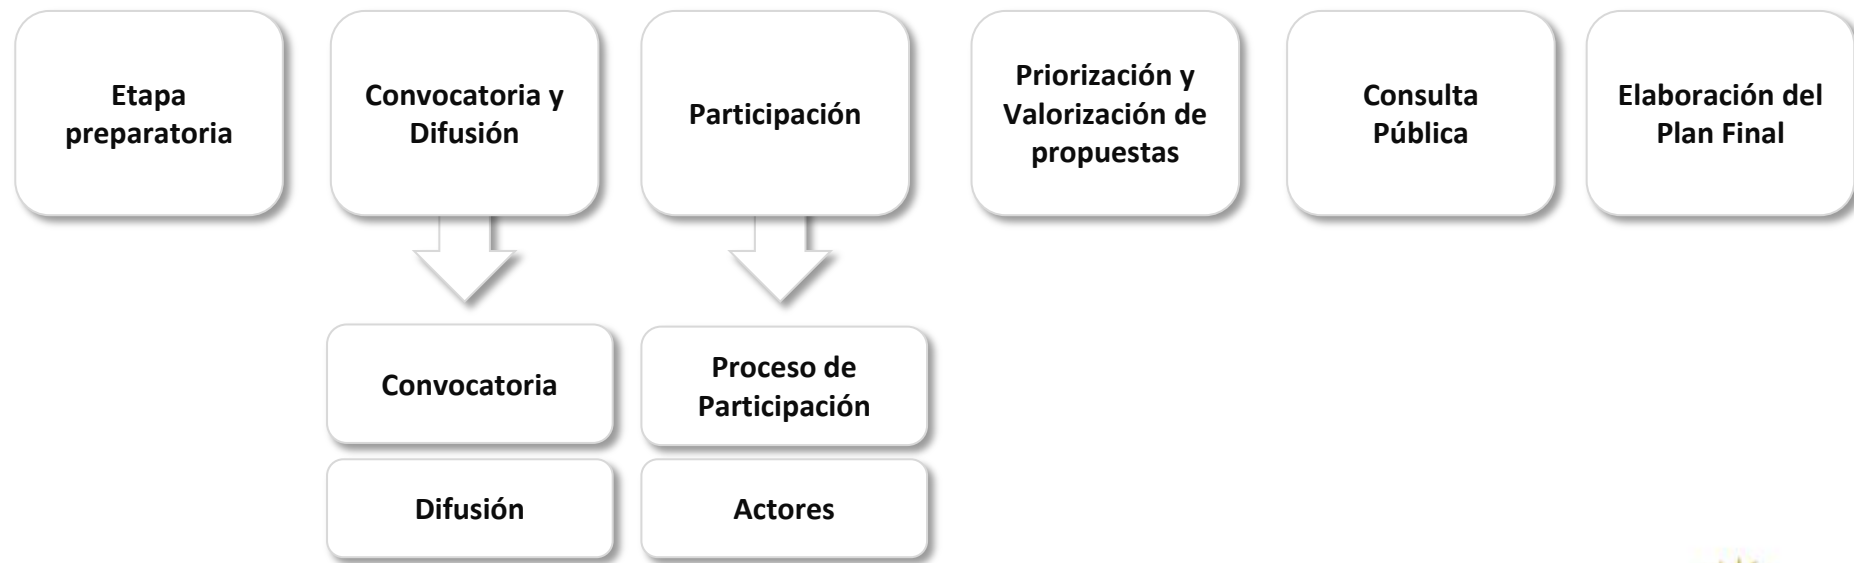 Etapa
preparatoria
Convocatoria y
Difusión
Participación
Priorización y
Valorización de
propuestas
Consulta
Pública
Elaboración del
Plan Final
Convocatoria
Proceso de
Participación
Difusión
Actores